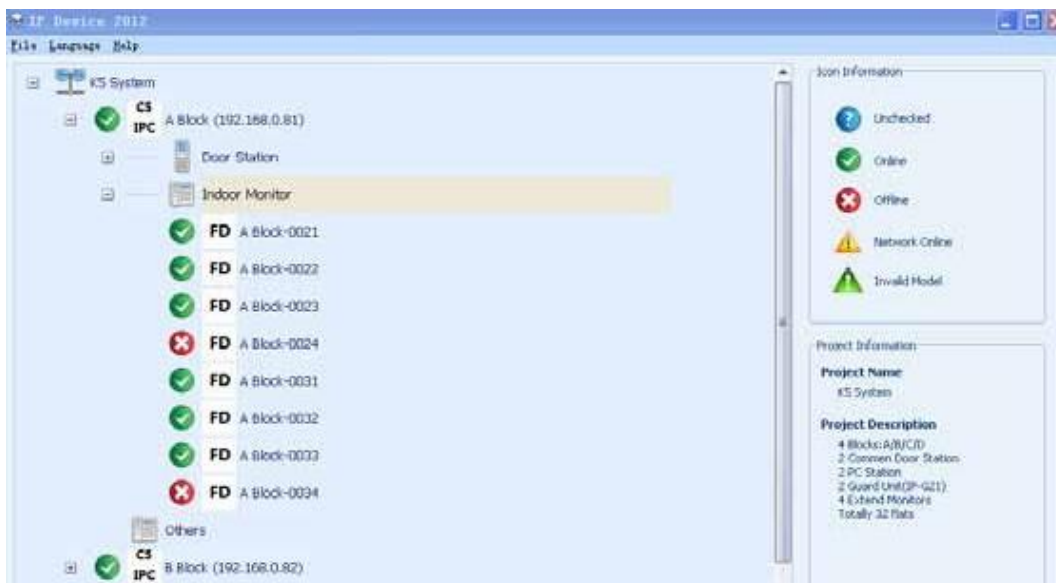 IP Device 2012
File Language Help
KS System
CS
IPC
A Block (192.168.0.81)
Door Station
Indoor Monitor
FD A Block-0021
FD A Block-0022
FD A Block-0023
FD A Block-0024
FD A Block-0031
FD A Block-0032
FD A Block-0033
FD A Block-0034
Others
CS
IPC
B Block (192.168.0.82)
Icon Information
Unchecked
Online
Offline
Network Online
Invalid Model
Project Information
Project Name
KS System
Project Description
4 Blocks:A/B/C/D
2 Commen Door Station
2 PC Station
2 Guard Unit(IP-G21)
4 Extend Monitors
Totally 32 flats